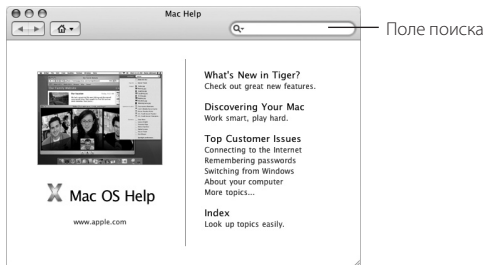 Mac Help
Поле поиска
What's New in Tiger?
Check out great new features.
Discovering Your Mac
Work smart, play hard.
Top Customer Issues
Connecting to the Internet
Remembering passwords
Switching from Windows
About your computer
More topics...
Index
Look up topics easily.
Mac OS Help
www.apple.com